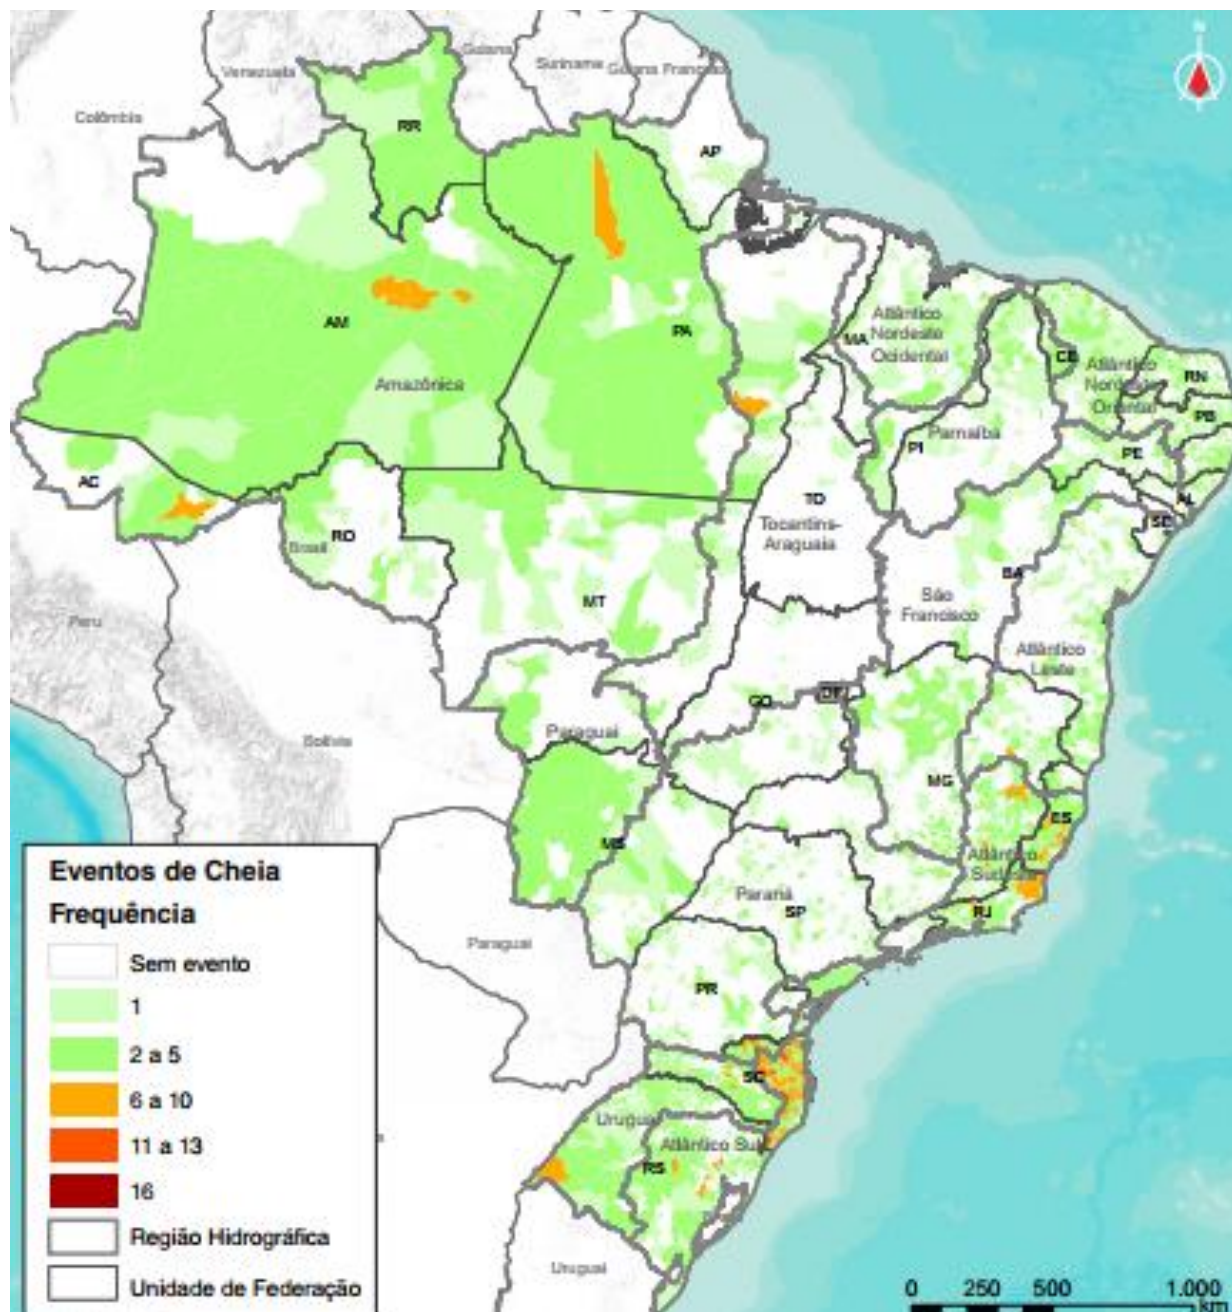 N
Guiana
Venezuela
Suriname
Guiana Francesa
Colômbia
RR
AP
AM
PA
Amazônica
MA
Atlântico
Nordeste
Ocidental
CE
Atlântico
Nordeste
Oriental
RN
PB
PI
Parnaíba
PE
AC
AL
TO
SE
Tocantins-
Araguaia
RO
Brasil
BA
MT
São
Francisco
Peru
Atlântico
Leste
GO
DF
Paraguai
Bolívia
MG
ES
MS
Atlântico
Sudeste
Paraná
SP
RJ
Paraguai
PR
SC
Uruguai
Atlântico Sul
RS
Uruguai
Eventos de Cheia
Frequência
Sem evento
1
2 a 5
6 a 10
11 a 13
16
Região Hidrográfica
Unidade de Federação
0 250 500 1.000
km